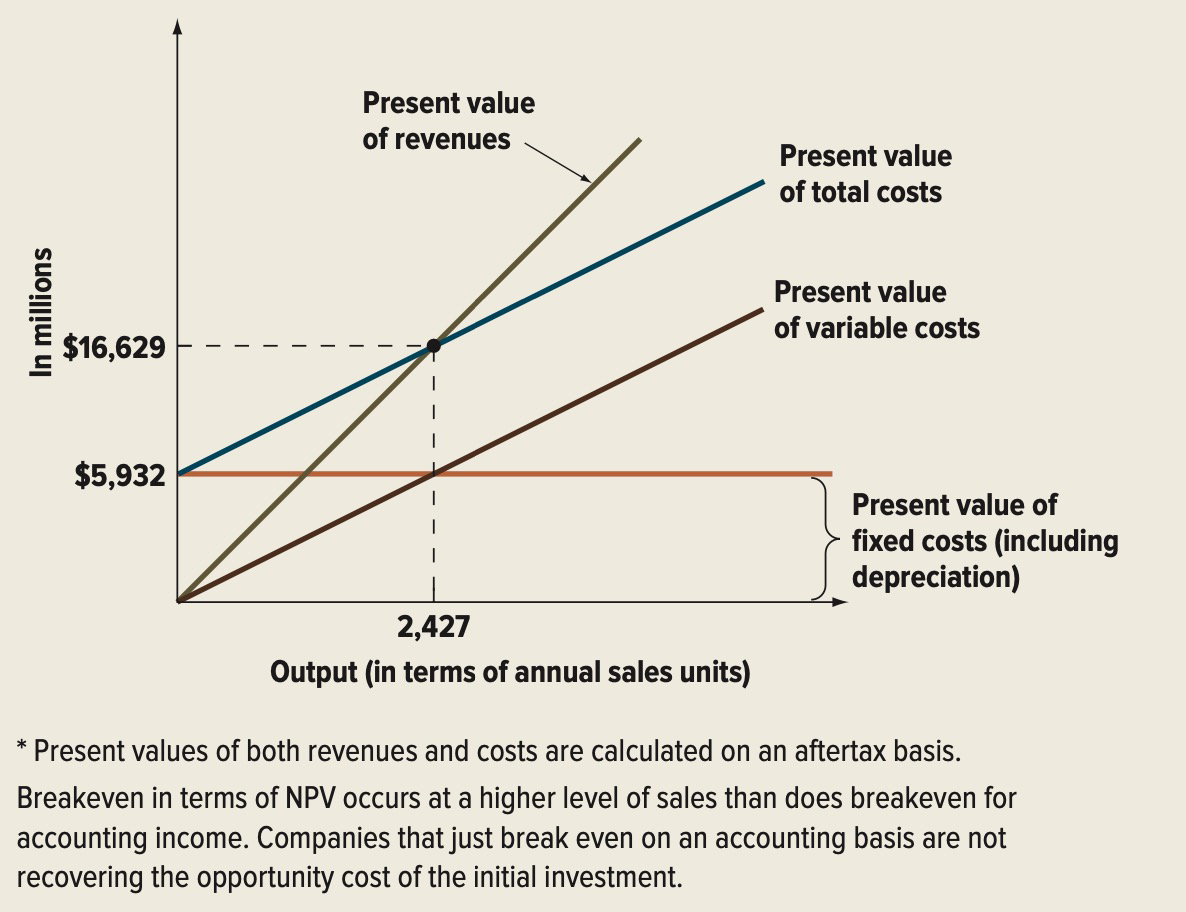 Present value
of revenues
Present value
of total costs
Present value
of variable costs
In millions
$16,629
$5,932
Present value of
fixed costs (including
depreciation)
2,427
Output (in terms of annual sales units)
* Present values of both revenues and costs are calculated on an aftertax basis.
Breakeven in terms of NPV occurs at a higher level of sales than does breakeven for
accounting income. Companies that just break even on an accounting basis are not
recovering the opportunity cost of the initial investment.